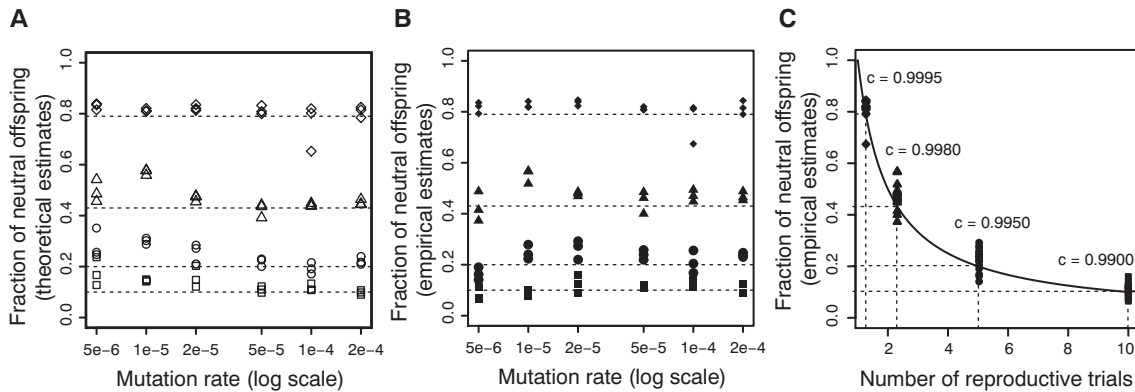 A
Fraction of neutral offspring
(theoretical estimates)
1.0
0.8
0.6
0.4
0.2
0.0
5e−6 1e−5 2e−5 5e−5 1e−4 2e−4
Mutation rate (log scale)
B
Fraction of neutral offspring
(empirical estimates)
1.0
0.8
0.6
0.4
0.2
0.0
5e−6 1e−5 2e−5 5e−5 1e−4 2e−4
Mutation rate (log scale)
C
Fraction of neutral offspring
(empirical estimates)
1.0
0.8
0.6
0.4
0.2
0.0
c = 0.9995
c = 0.9980
c = 0.9950
c = 0.9900
2 4 6 8 10
Number of reproductive trials